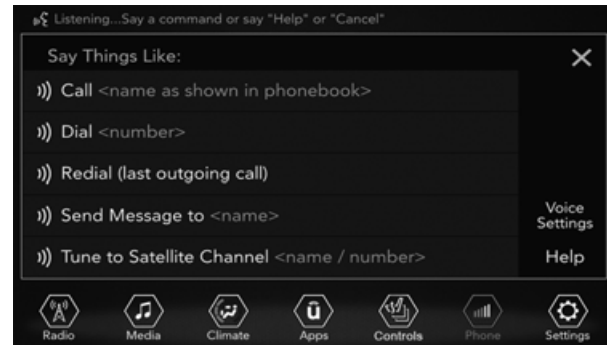 Listening...Say a command or say "Help" or "Cancel"
Say Things Like:
Call <name as shown in phonebook>
Dial <number>
Redial (last outgoing call)
Send Message to <name>
Tune to Satellite Channel <name / number>
Voice
Settings
Help
Radio Media Climate Apps Controls Phone Settings